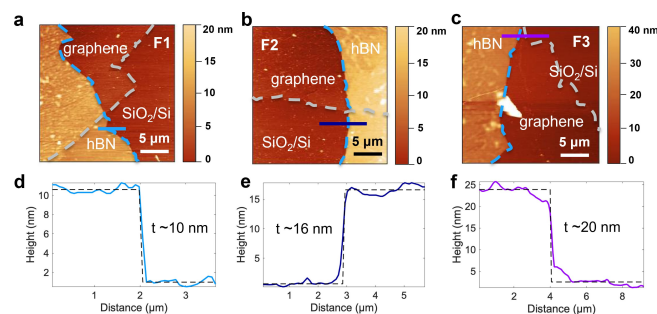 a
F1
graphene
SiO₂/Si
hBN
5 μm
20 nm
15
10
5
0
b
F2
hBN
graphene
SiO₂/Si
5 μm
20 nm
15
10
5
0
c
hBN
F3
SiO₂/Si
graphene
5 μm
40 nm
30
20
10
0
d
Height (nm)
10
8
6
4
2
t ~10 nm
1 2 3
Distance (μm)
e
Height (nm)
15
10
5
t ~16 nm
1 2 3 4 5
Distance (μm)
f
Height (nm)
25
20
15
10
5
t ~20 nm
2 4 6 8
Distance (μm)